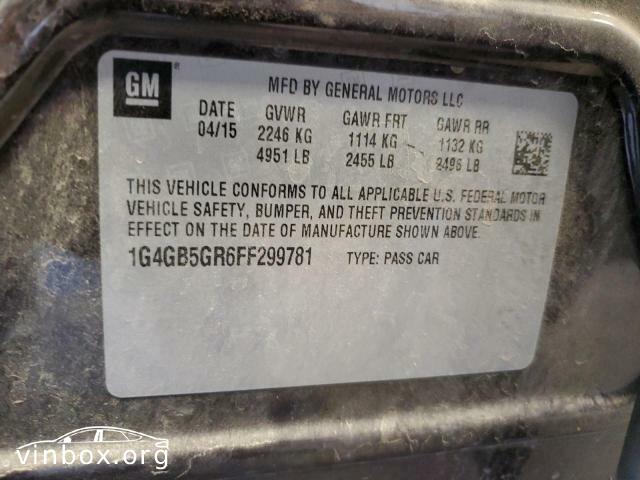 GM ®
MFD BY GENERAL MOTORS LLC
DATE GVWR GAWR FRT GAWR RR
04/15 2246 KG 1114 KG 1132 KG
4951 LB 2455 LB 2496 LB
THIS VEHICLE CONFORMS TO ALL APPLICABLE U.S. FEDERAL MOTOR
VEHICLE SAFETY, BUMPER, AND THEFT PREVENTION STANDARDS IN
EFFECT ON THE DATE OF MANUFACTURE SHOWN ABOVE.
1G4GB5GR6FF299781 TYPE: PASS CAR
vinbox.org